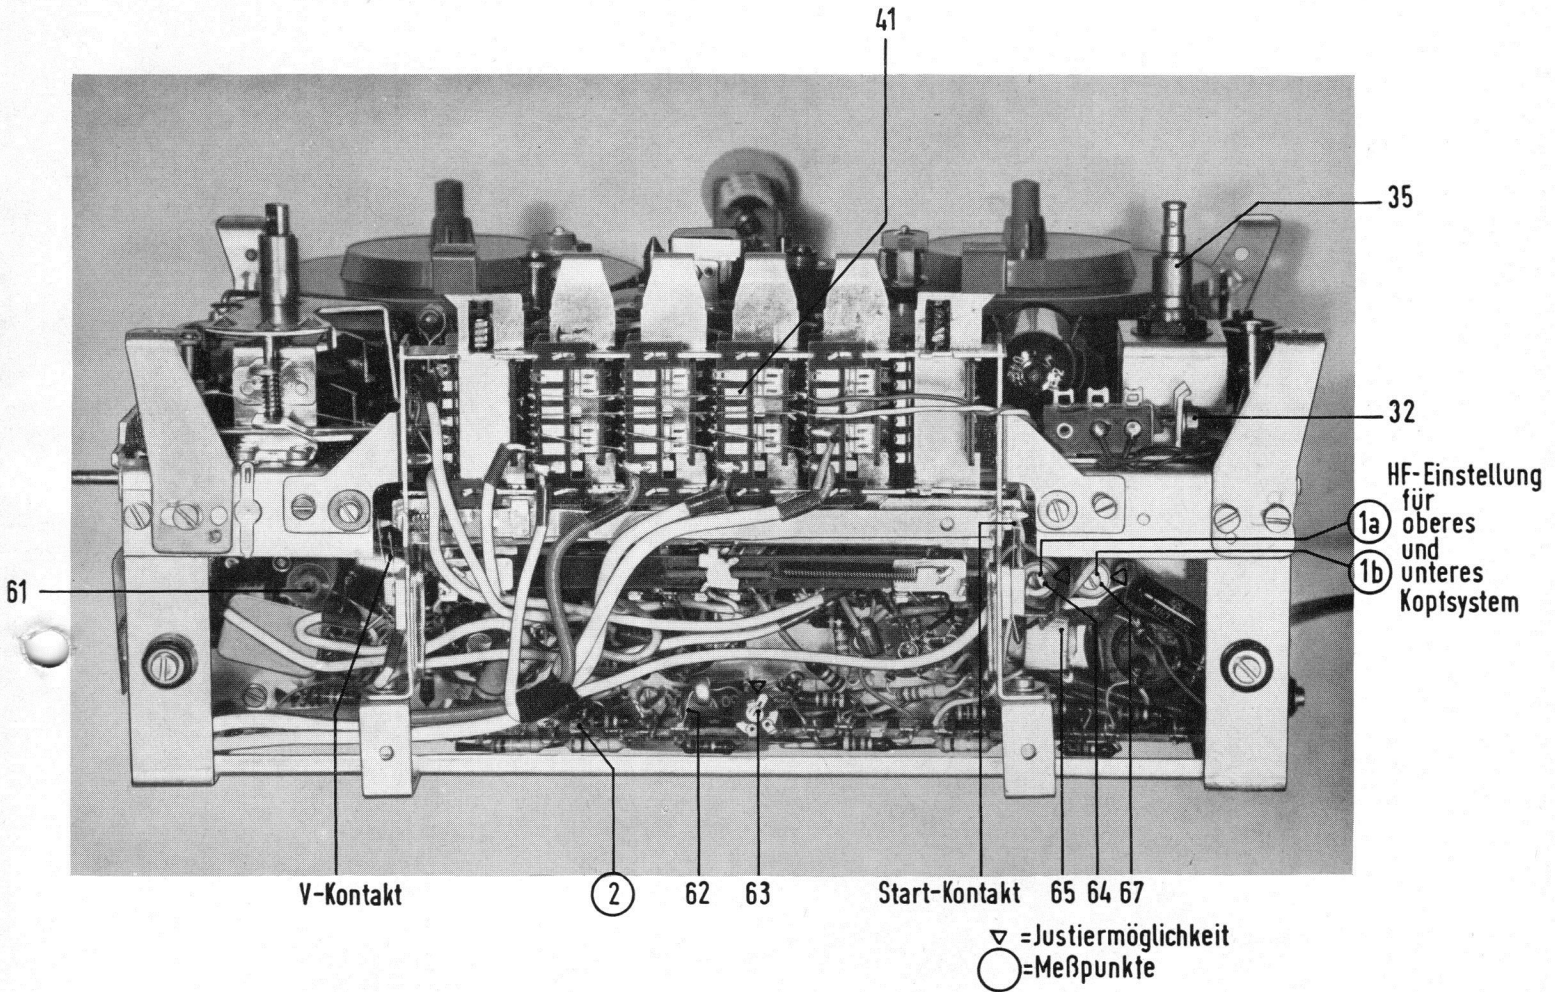 41
35
32
HF-Einstellung
für
1a oberes
und
1b unteres
Koptsystem
61
V-Kontakt
2
62
63
Start-Kontakt
65
64
67
▽ =Justiermöglichkeit
◯=Meßpunkte